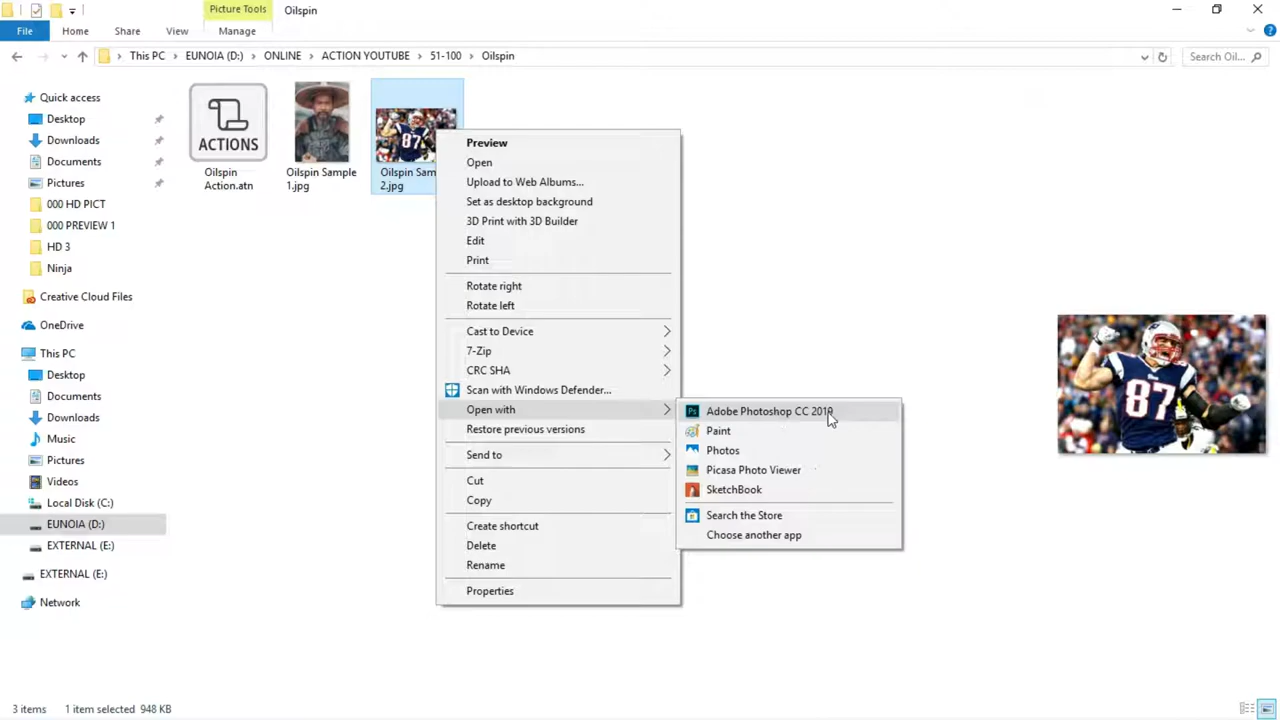 Picture Tools
Oilspin
File
Home
Share
View
Manage
This PC
EUNOIA (D:)
ONLINE
ACTION YOUTUBE
51-100
Oilspin
Search Oil...
Quick access
Desktop
Downloads
Documents
Pictures
000 HD PICT
000 PREVIEW 1
HD 3
Ninja
Creative Cloud Files
OneDrive
This PC
Desktop
Documents
Downloads
Music
Pictures
Videos
Local Disk (C:)
EUNOIA (D:)
EXTERNAL (E:)
EXTERNAL (E:)
Network
ACTIONS
Oilspin
Action.atn
Oilspin Sample
1.jpg
87
Oilspin Sam
2.jpg
Preview
Open
Upload to Web Albums...
Set as desktop background
3D Print with 3D Builder
Edit
Print
Rotate right
Rotate left
Cast to Device
7-Zip
CRC SHA
Scan with Windows Defender...
Open with
Restore previous versions
Send to
Cut
Copy
Create shortcut
Delete
Rename
Properties
Ps
Adobe Photoshop CC 2019
Paint
Photos
Picasa Photo Viewer
SketchBook
Search the Store
Choose another app
87
3 items
1 item selected 948 KB